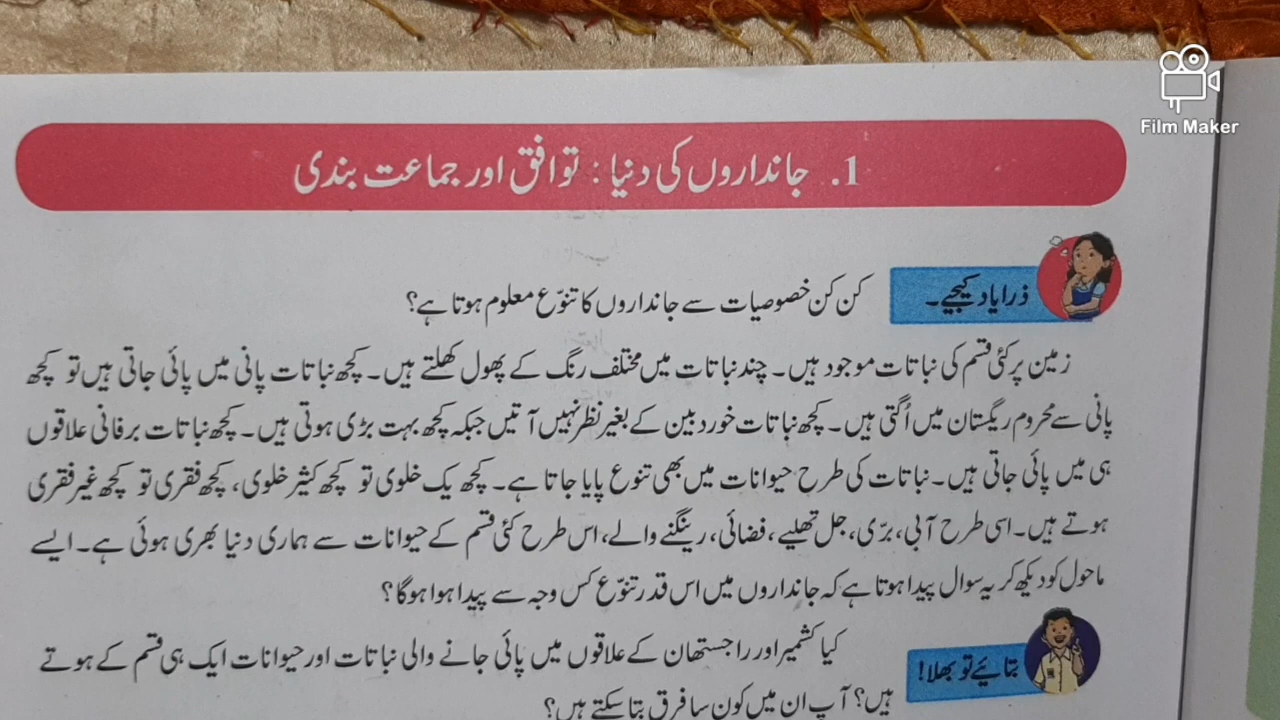 Film Maker
1. جانداروں کی دنیا : توافق اور جماعت بندی
ذرا یاد کیجیے۔
کن کن خصوصیات سے جانداروں کا تنوّع معلوم ہوتا ہے؟
زمین پر کئی قسم کی نباتات موجود ہیں۔ چند نباتات میں مختلف رنگ کے پھول کھلتے ہیں۔ کچھ نباتات پانی میں پائی جاتی ہیں تو کچھ
پانی سے محروم ریگستان میں اُگتی ہیں۔ کچھ نباتات خوردبین کے بغیر نظر نہیں آتیں جبکہ کچھ بہت بڑی ہوتی ہیں۔ کچھ نباتات برفانی علاقوں
ہی میں پائی جاتی ہیں۔ نباتات کی طرح حیوانات میں بھی تنوع پایا جاتا ہے۔ کچھ یک خلوی تو کچھ کثیر خلوی، کچھ فقری تو کچھ غیر فقری
ہوتے ہیں۔ اسی طرح آبی، برّی، جل تھلیے، فضائی، رینگنے والے، اس طرح کئی قسم کے حیوانات سے ہماری دنیا بھری ہوئی ہے۔ ایسے
ماحول کو دیکھ کر یہ سوال پیدا ہوتا ہے کہ جانداروں میں اس قدر تنوّع کس وجہ سے پیدا ہوا ہوگا؟
بتائیے تو بھلا!
کیا کشمیر اور راجستھان کے علاقوں میں پائی جانے والی نباتات اور حیوانات ایک ہی قسم کے ہوتے
ہیں؟ آپ ان میں کون سا فرق بتا سکتے ہیں؟